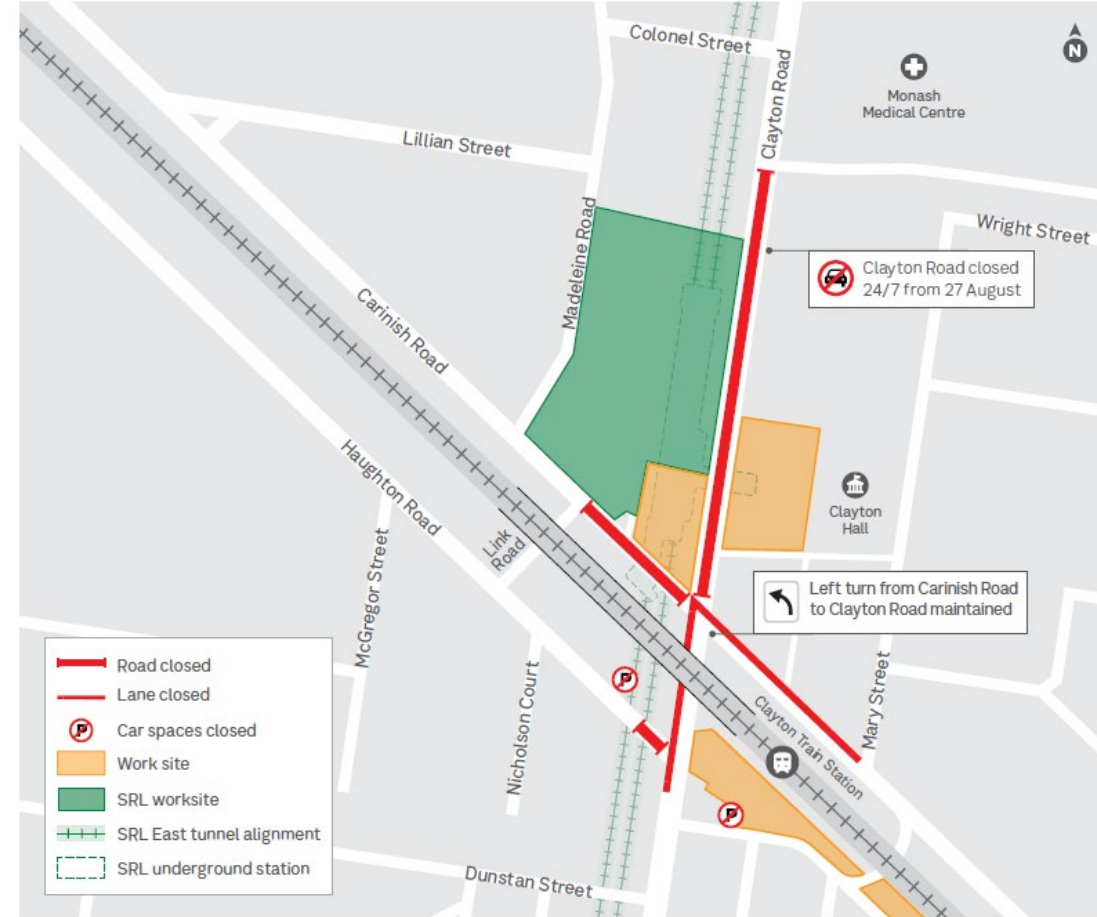 Colonel Street
Clayton Road
N
Monash
Medical Centre
Lillian Street
Madeleine Road
Wright Street
Clayton Road closed
24/7 from 27 August
Carinish Road
Haughton Road
Link
Road
Clayton
Hall
McGregor Street
Left turn from Carinish Road
to Clayton Road maintained
Nicholson Court
P
Mary Street
Clayton Train Station
P
Dunstan Street
Road closed
Lane closed
P
Car spaces closed
Work site
SRL worksite
SRL East tunnel alignment
SRL underground station